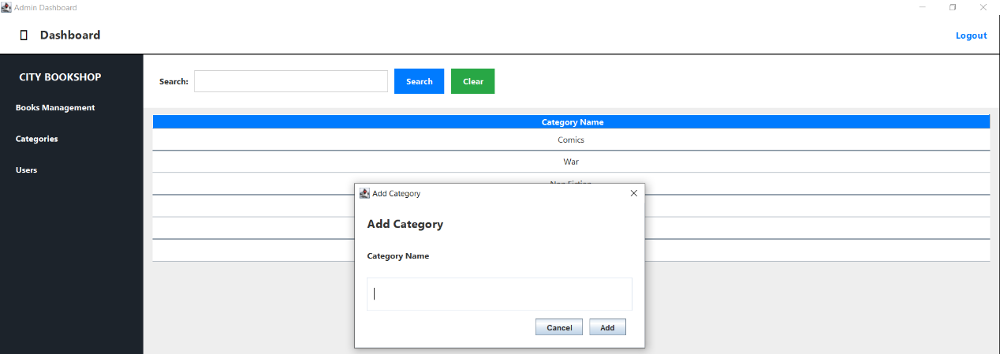 Admin Dashboard
Dashboard
Logout
CITY BOOKSHOP
Books Management
Categories
Users
Search:
Search
Clear
Category Name
Comics
War
Add Category
Add Category
Category Name
Cancel
Add